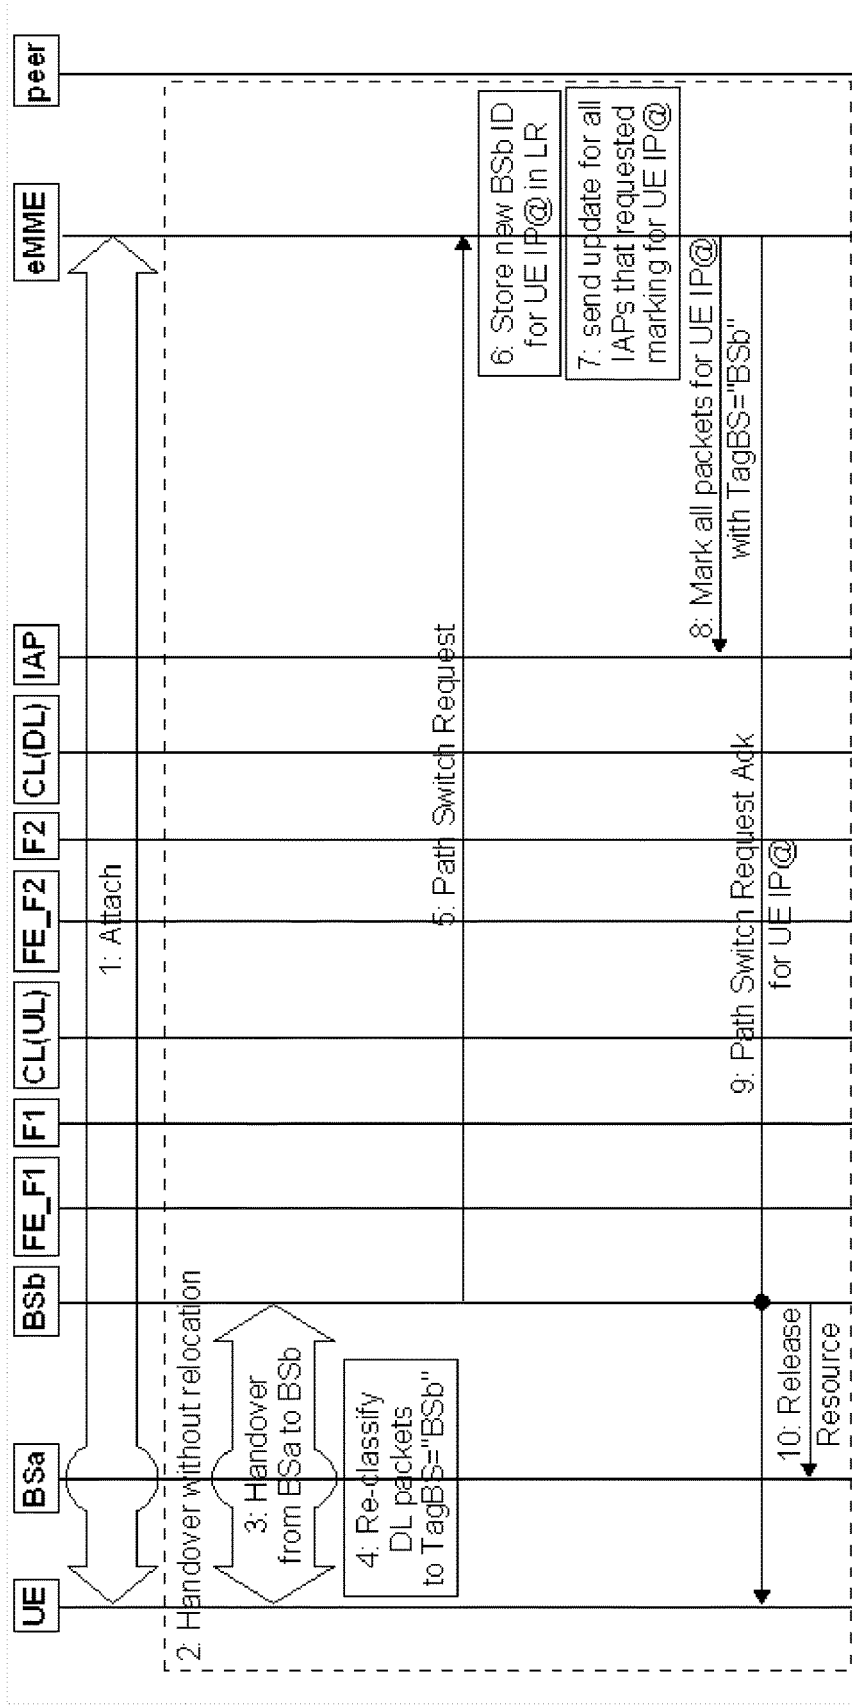 UE
BSa
BSb
FE_F1
F1
CL(UL)
FE_F2
F2
CL(DL)
IAP
eMME
peer
1: Attach
2: Handover without relocation
3: Handover
from BSa to BSb
4: Re-classify
DL packets
to TagBS="BSb"
5: Path Switch Request
6: Store new BSb ID
for UE IP@ in LR
7: send update for all
IAPs that requested
marking for UE IP@
8: Mark all packets for UE IP@
with TagBS="BSb"
9: Path Switch Request Ack
for UE IP@
10: Release
Resource